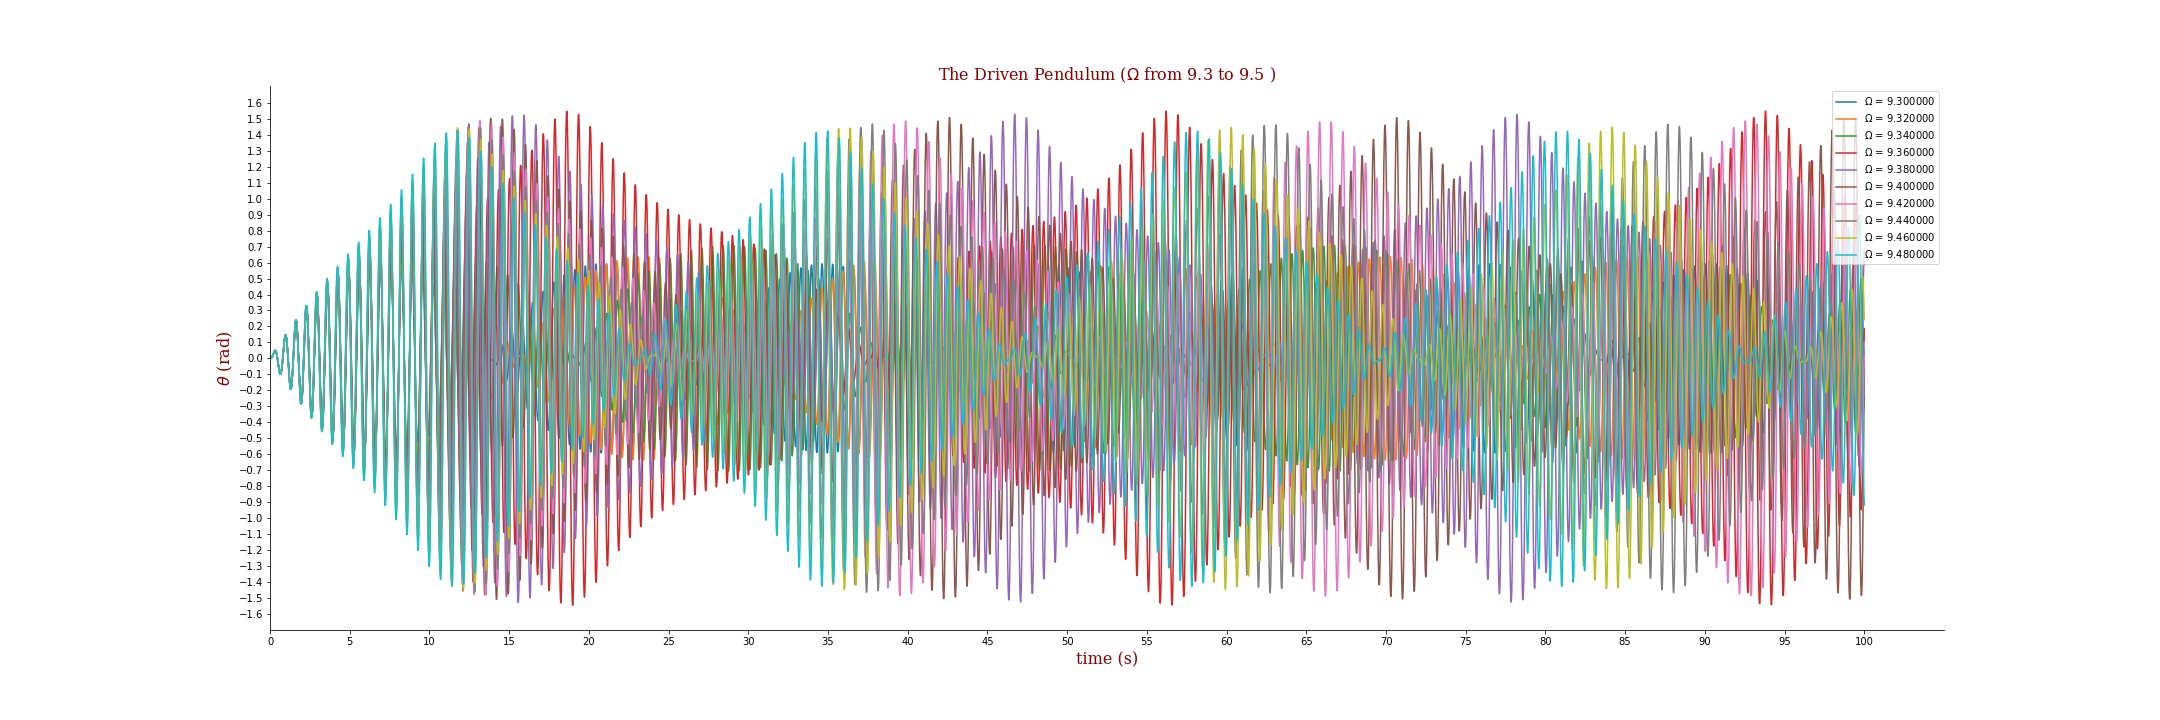 The Driven Pendulum (Ω from 9.3 to 9.5 )
Ω = 9.300000
Ω = 9.320000
Ω = 9.340000
Ω = 9.360000
Ω = 9.380000
Ω = 9.400000
Ω = 9.420000
Ω = 9.440000
Ω = 9.460000
Ω = 9.480000
θ (rad)
1.6
1.5
1.4
1.3
1.2
1.1
1.0
0.9
0.8
0.7
0.6
0.5
0.4
0.3
0.2
0.1
0.0
−0.1
−0.2
−0.3
−0.4
−0.5
−0.6
−0.7
−0.8
−0.9
−1.0
−1.1
−1.2
−1.3
−1.4
−1.5
−1.6
0 5 10 15 20 25 30 35 40 45 50 55 60 65 70 75 80 85 90 95 100
time (s)